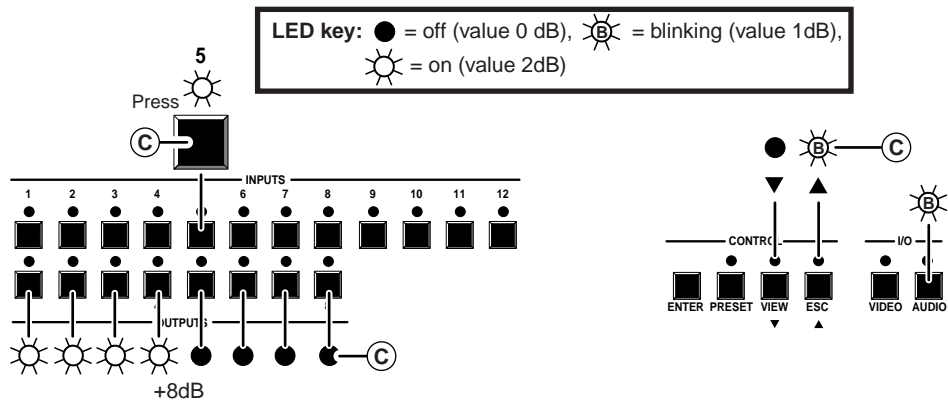 LED key: ● = off (value 0 dB), B = blinking (value 1dB),
= on (value 2dB)
5
Press
C
B
C
INPUTS
1 2 3 4 6 7 8 9 10 11 12
B
CONTROL
I/O
ENTER PRESET VIEW ESC
VIDEO AUDIO
▼ ▲
OUTPUTS
C
+8dB